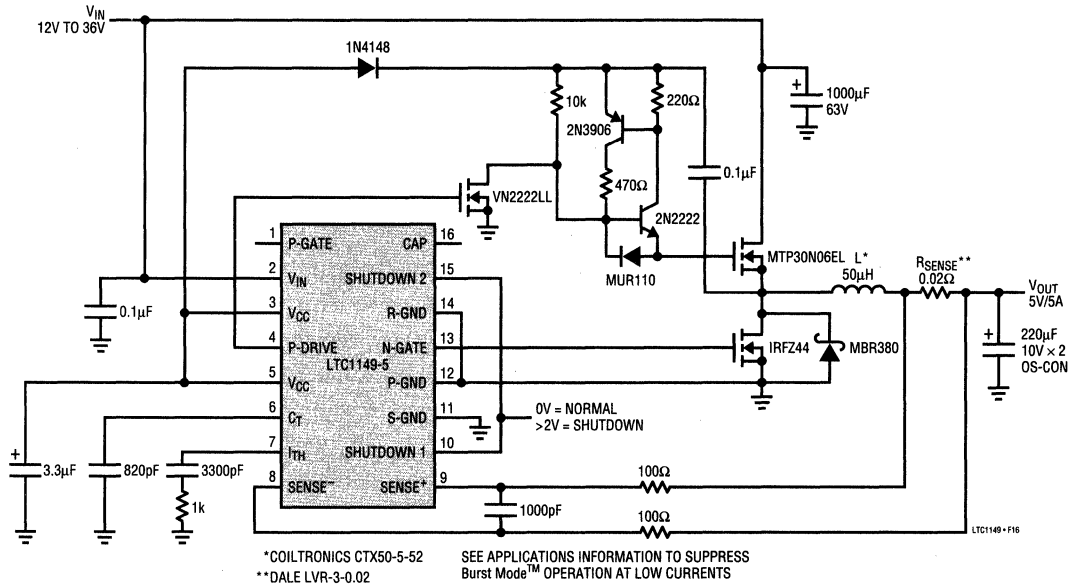 VIN
12V TO 36V
1N4148
10k
220Ω
2N3906
+
1000µF
63V
0.1µF
470Ω
VN2222LL
2N2222
MUR110
MTP30N06EL
L*
50µH
RSENSE**
0.02Ω
VOUT
5V/5A
1
P-GATE
CAP
16
2
VIN
SHUTDOWN 2
15
0.1µF
3
VCC
R-GND
14
4
P-DRIVE
N-GATE
13
LTC1149-5
IRFZ44
MBR380
+
220µF
10V × 2
OS-CON
5
VCC
P-GND
12
6
CT
S-GND
11
0V = NORMAL
>2V = SHUTDOWN
7
ITH
SHUTDOWN 1
10
+
3.3µF
820pF
3300pF
1k
8
SENSE–
SENSE+
9
100Ω
1000pF
100Ω
LTC1149 • F16
*COILTRONICS CTX50-5-52
**DALE LVR-3-0.02
SEE APPLICATIONS INFORMATION TO SUPPRESS
Burst Mode™ OPERATION AT LOW CURRENTS